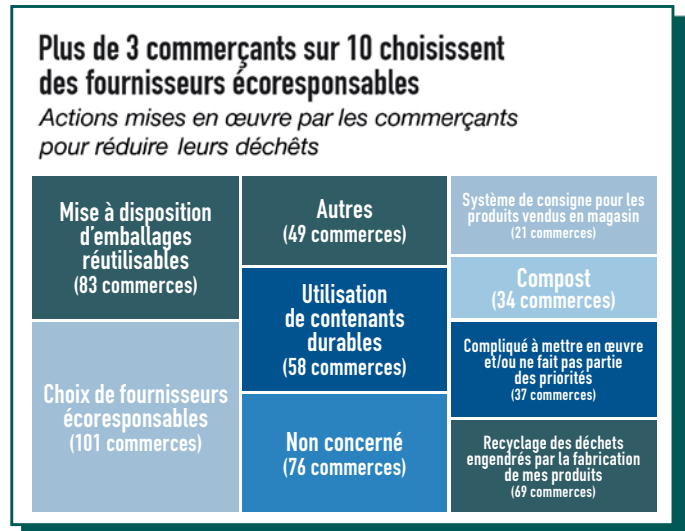 Plus de 3 commerçants sur 10 choisissent
des fournisseurs écoresponsables
Actions mises en œuvre par les commerçants
pour réduire leurs déchêts
Mise à disposition
d’emballages
réutilisables
(83 commerces)
Choix de fournisseurs
écoresponsables
(101 commerces)
Autres
(49 commerces)
Utilisation
de contenants
durables
(58 commerces)
Non concerné
(76 commerces)
Système de consigne pour les
produits vendus en magasin
(21 commerces)
Compost
(34 commerces)
Compliqué à mettre en œuvre
et/ou ne fait pas partie
des priorités
(37 commerces)
Recyclage des déchets
engendrés par la fabrication
de mes produits
(69 commerces)